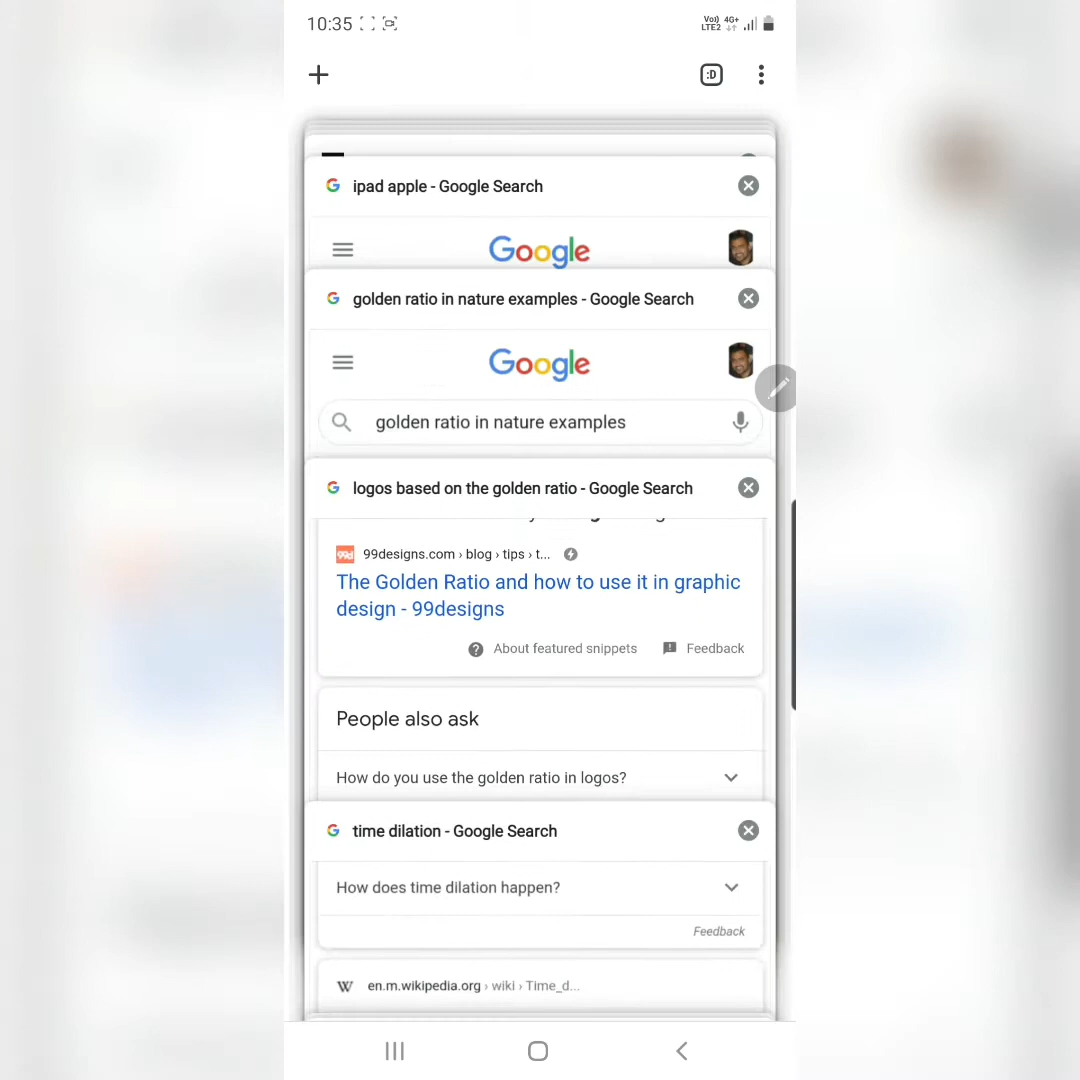 10:35
Vo)) 4G+
LTE2
:D
ipad apple - Google Search
Google
golden ratio in nature examples - Google Search
Google
golden ratio in nature examples
logos based on the golden ratio - Google Search
99d
99designs.com › blog › tips › t...
The Golden Ratio and how to use it in graphic
design - 99designs
About featured snippets
Feedback
People also ask
How do you use the golden ratio in logos?
time dilation - Google Search
How does time dilation happen?
Feedback
W
en.m.wikipedia.org › wiki › Time_d...